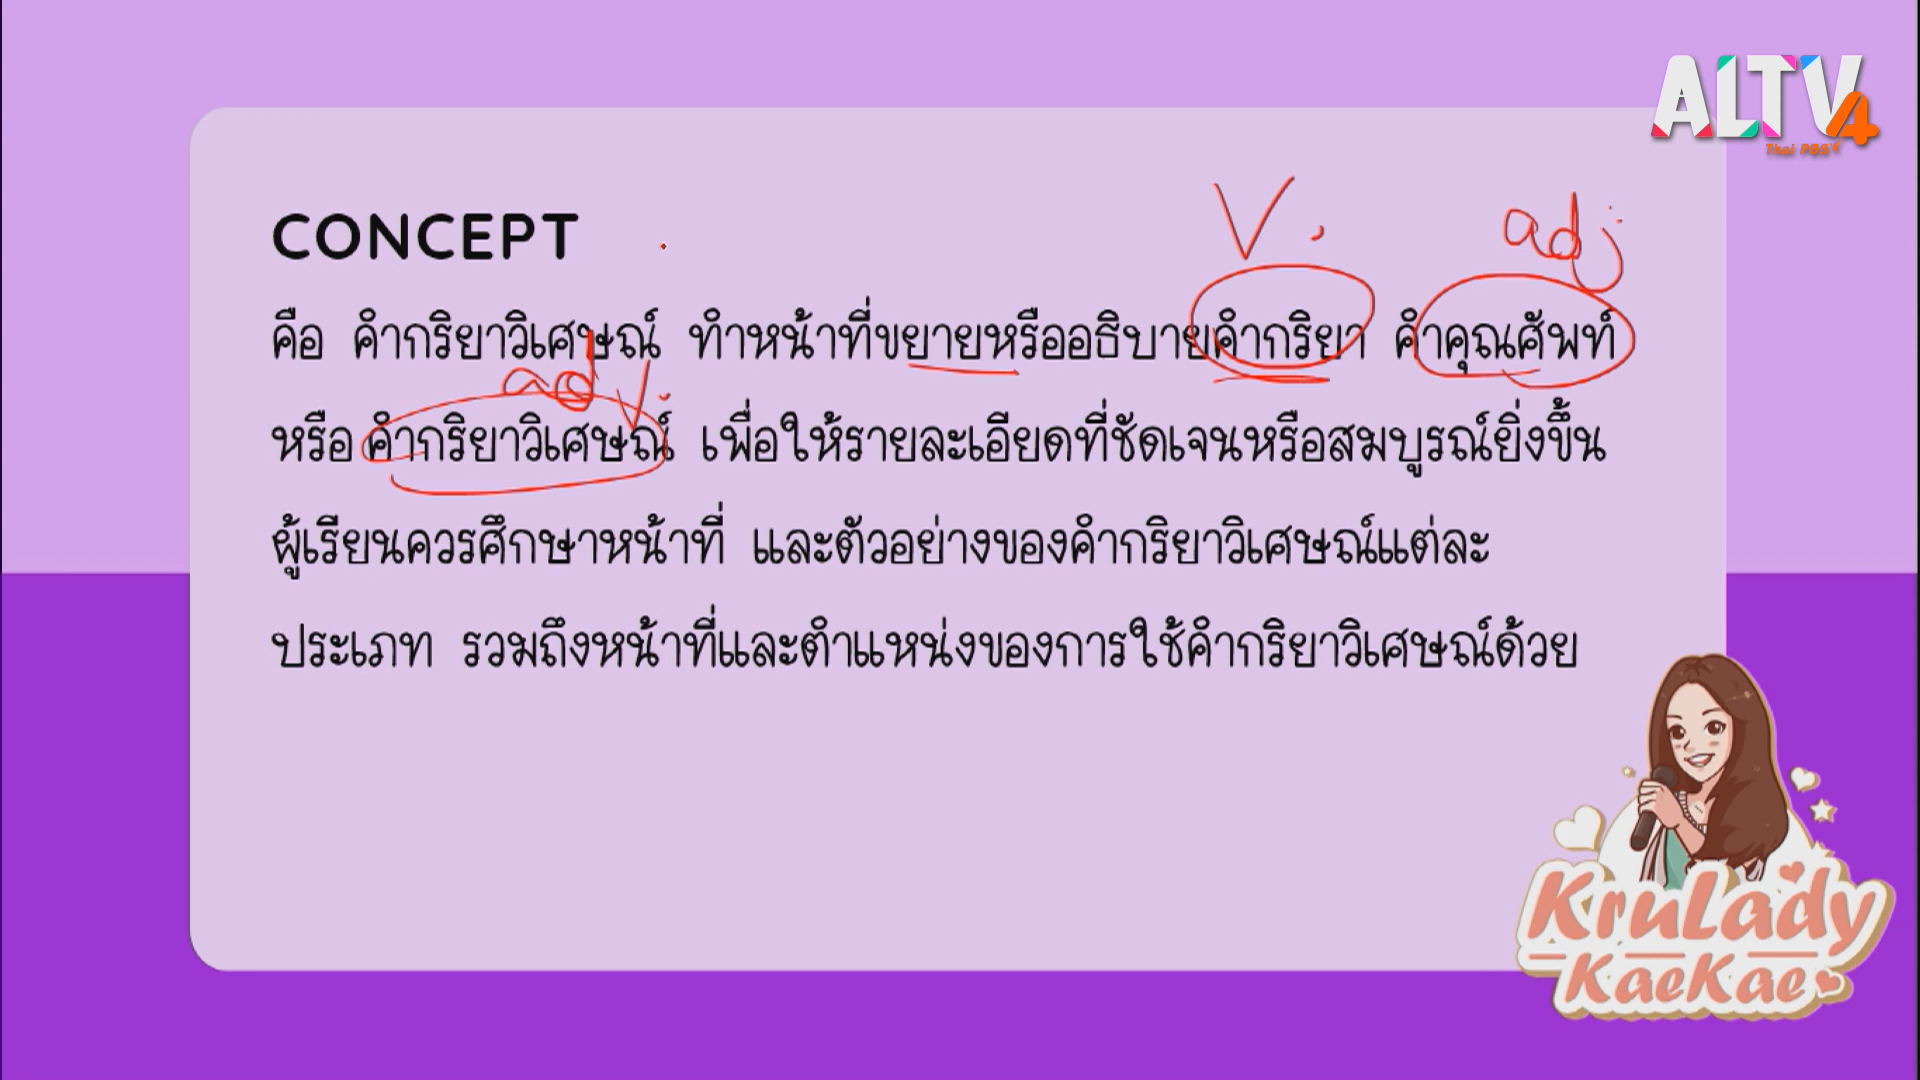 ALTV4
Thai PBS
V.
adj
CONCEPT
คือ คำกริยาวิเศษณ์ ทำหน้าที่ขยายหรืออธิบายคำกริยา คำคุณศัพท์
adv.
หรือ คำกริยาวิเศษณ์ เพื่อให้รายละเอียดที่ชัดเจนหรือสมบูรณ์ยิ่งขึ้น
ผู้เรียนควรศึกษาหน้าที่ และตัวอย่างของคำกริยาวิเศษณ์แต่ละ
ประเภท รวมถึงหน้าที่และตำแหน่งของการใช้คำกริยาวิเศษณ์ด้วย
KruLady
KaeKae